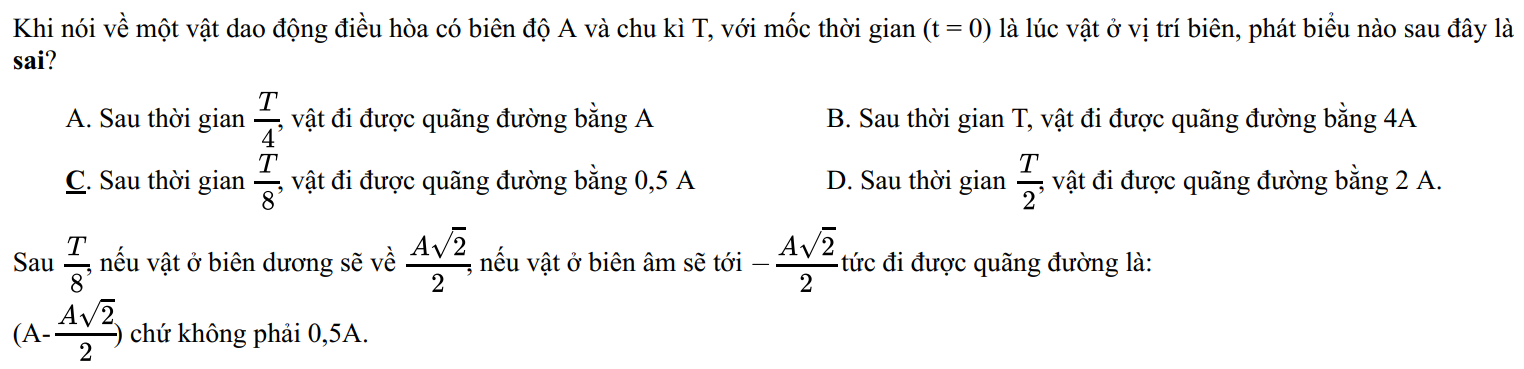 Khi nói về một vật dao động điều hòa có biên độ A và chu kì T, với mốc thời gian (t = 0) là lúc vật ở vị trí biên, phát biểu nào sau đây là
sai?
A. Sau thời gian $\frac{T}{4}$, vật đi được quãng đường bằng A
B. Sau thời gian T, vật đi được quãng đường bằng 4A
C. Sau thời gian $\frac{T}{8}$, vật đi được quãng đường bằng 0,5 A
D. Sau thời gian $\frac{T}{2}$, vật đi được quãng đường bằng 2 A.
Sau $\frac{T}{8}$, nếu vật ở biên dương sẽ về $\frac{A\sqrt{2}}{2}$, nếu vật ở biên âm sẽ tới $-\frac{A\sqrt{2}}{2}$ tức đi được quãng đường là:
(A-$\frac{A\sqrt{2}}{2}$) chứ không phải 0,5A.